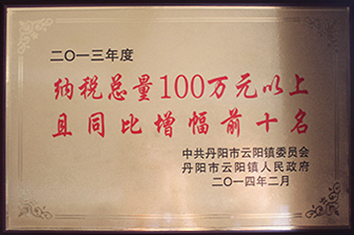 二〇一三年度
纳税总量100万元以上
且同比增幅前十名
中共丹阳市云阳镇委员会
丹阳市云阳镇人民政府
二〇一四年二月